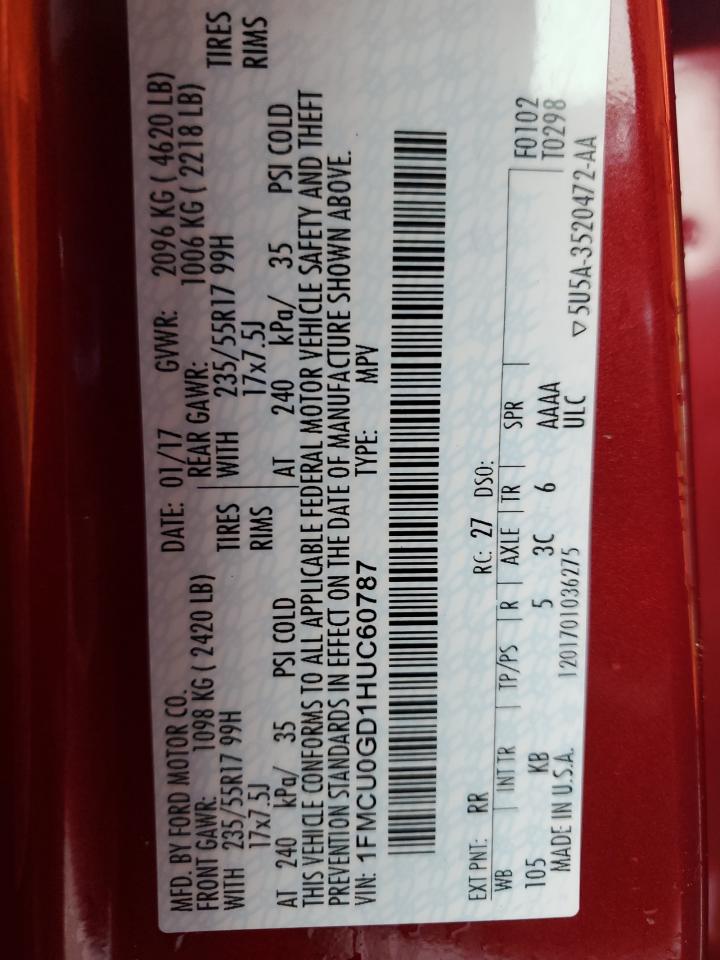 MFD. BY FORD MOTOR CO. DATE: 01/17 GVWR: 2096 KG ( 4620 LB)
FRONT GAWR: 1098 KG ( 2420 LB) REAR GAWR: 1006 KG ( 2218 LB)
WITH 235/55R17 99H TIRES WITH 235/55R17 99H TIRES
17x7.5J RIMS 17x7.5J RIMS
AT 240 kPa/ 35 PSI COLD AT 240 kPa/ 35 PSI COLD
THIS VEHICLE CONFORMS TO ALL APPLICABLE FEDERAL MOTOR VEHICLE SAFETY AND THEFT
PREVENTION STANDARDS IN EFFECT ON THE DATE OF MANUFACTURE SHOWN ABOVE.
VIN: 1FMCU0GD1HUC60787 TYPE: MPV
EXT PNT: RR RC: 27 DSO: F0102
WB INT TR TP/PS R AXLE TR SPR T0298
105 KB 5 3C 6 AAAA
MADE IN U.S.A. 1201701036275 ULC ▽5U5A-3520472-AA